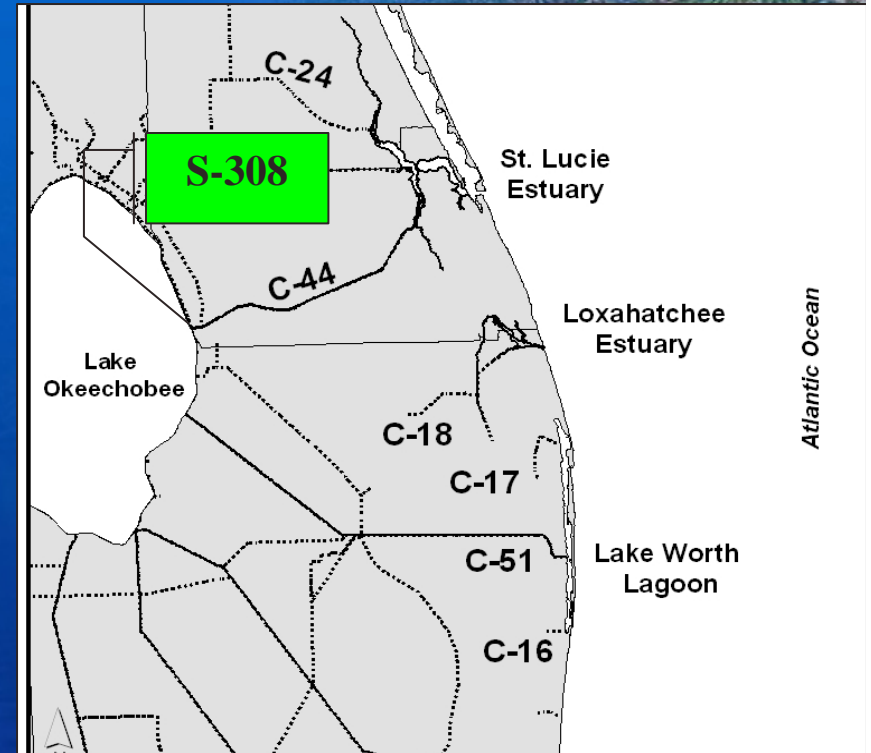 C-24
S-308
St. Lucie
Estuary
C-44
Loxahatchee
Estuary
Lake
Okeechobee
Atlantic Ocean
C-18
C-17
C-51
Lake Worth
Lagoon
C-16